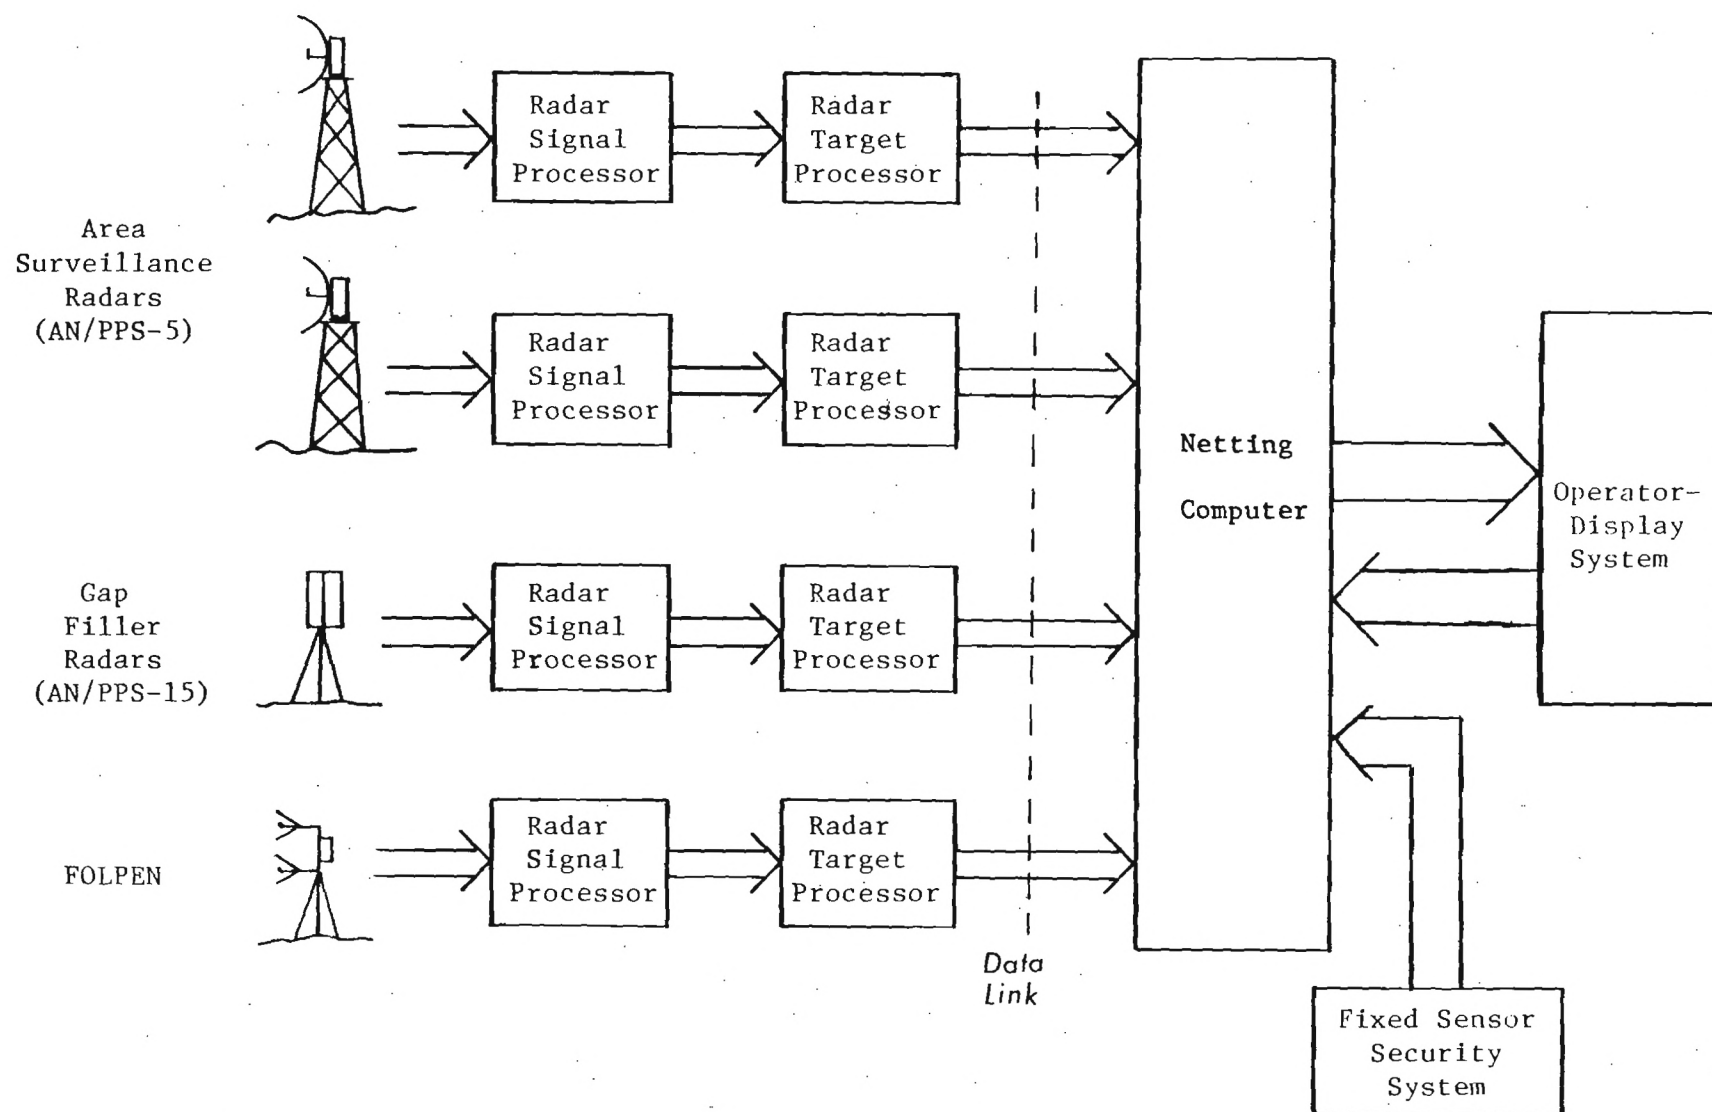 Area
Surveillance
Radars
(AN/PPS-5)
Radar
Signal
Processor
Radar
Target
Processor
Radar
Signal
Processor
Radar
Target
Processor
Gap
Filler
Radars
(AN/PPS-15)
Radar
Signal
Processor
Radar
Target
Processor
FOLPEN
Radar
Signal
Processor
Radar
Target
Processor
Data
Link
Netting
Computer
Operator-
Display
System
Fixed Sensor
Security
System